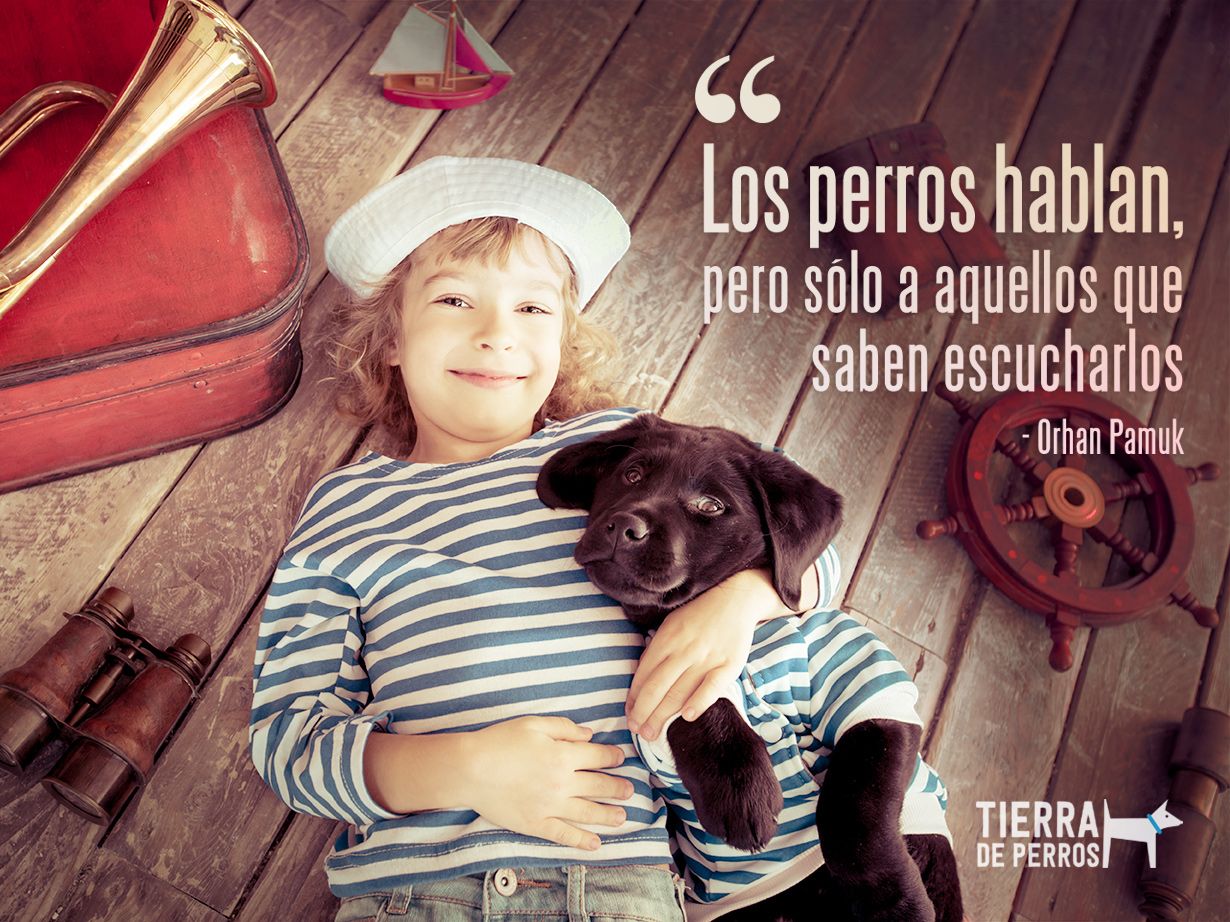 “
Los perros hablan,
pero sólo a aquellos que
saben escucharlos
- Orhan Pamuk
TIERRA
DE PERROS